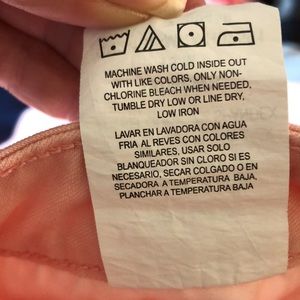 MACHINE WASH COLD INSIDE OUT
WITH LIKE COLORS, ONLY NON-
CHLORINE BLEACH WHEN NEEDED,
TUMBLE DRY LOW OR LINE DRY,
LOW IRON
LAVAR EN LAVADORA CON AGUA
FRIA AL REVES CON COLORES
SIMILARES, USAR SOLO
BLANQUEADOR SIN CLORO SI ES
NECESARIO, SECAR COLGADO O EN
SECADORA A TEMPERATURA BAJA,
PLANCHAR A TEMPERATURA BAJA